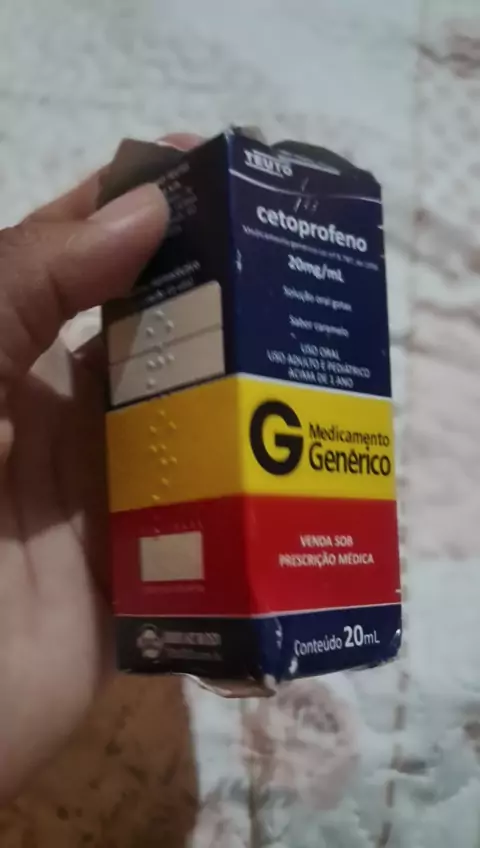 TEUTO
cetoprofeno
20mg/mL
Solução oral gotas
Sabor caramelo
USO ORAL
USO ADULTO E PEDIÁTRICO
ACIMA DE 1 ANO
G Medicamento
Genérico
VENDA SOB
PRESCRIÇÃO MÉDICA
Conteúdo 20mL